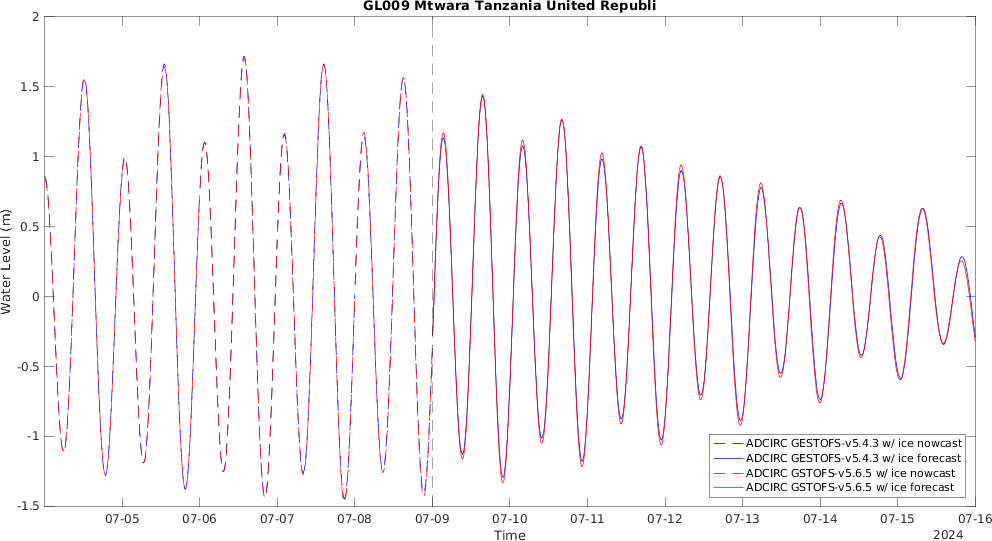 GL009 Mtwara Tanzania United Republi
2
1.5
1
0.5
0
-0.5
-1
-1.5
Water Level (m)
07-05 07-06 07-07 07-08 07-09 07-10 07-11 07-12 07-13 07-14 07-15 07-16
Time
2024
ADCIRC GESTOFS-v5.4.3 w/ ice nowcast
ADCIRC GESTOFS-v5.4.3 w/ ice forecast
ADCIRC GSTOFS-v5.6.5 w/ ice nowcast
ADCIRC GSTOFS-v5.6.5 w/ ice forecast